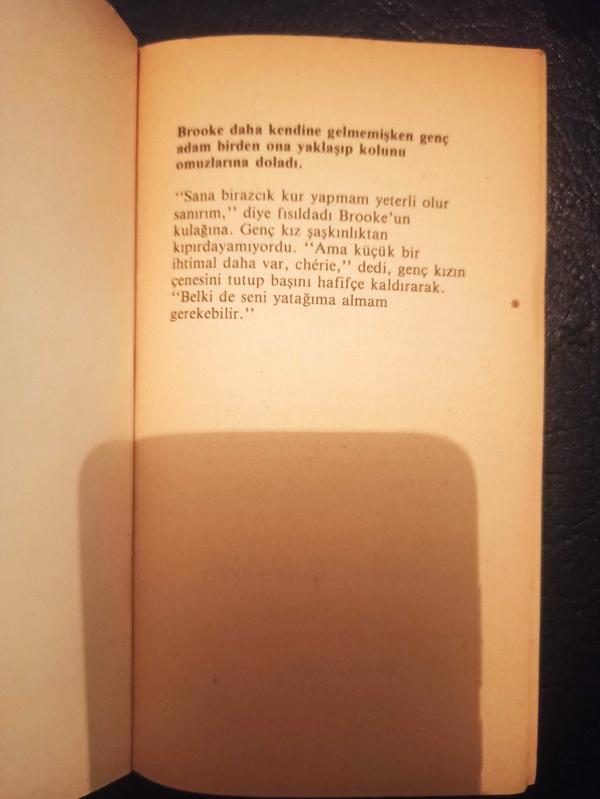 Brooke daha kendine gelmemişken genç
adam birden ona yaklaşıp kolunu
omuzlarına doladı.
"Sana birazcık kur yapmam yeterli olur
sanırım," diye fısıldadı Brooke'un
kulağına. Genç kız şaşkınlıktan
kıpırdayamıyordu. "Ama küçük bir
ihtimal daha var, chérie," dedi, genç kızın
çenesini tutup başını hafifçe kaldırarak.
"Belki de seni yatağıma almam
gerekebilir."